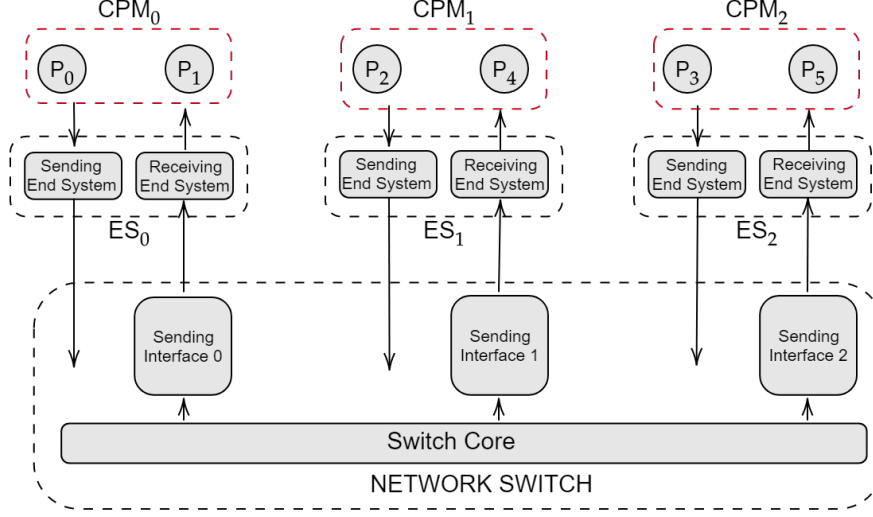 CPM0 CPM1 CPM2
P0 P1 P2 P4 P3 P5
Sending
End System
Receiving
End System
Sending
End System
Receiving
End System
Sending
End System
Receiving
End System
ES0 ES1 ES2
Sending
Interface 0
Sending
Interface 1
Sending
Interface 2
Switch Core
NETWORK SWITCH